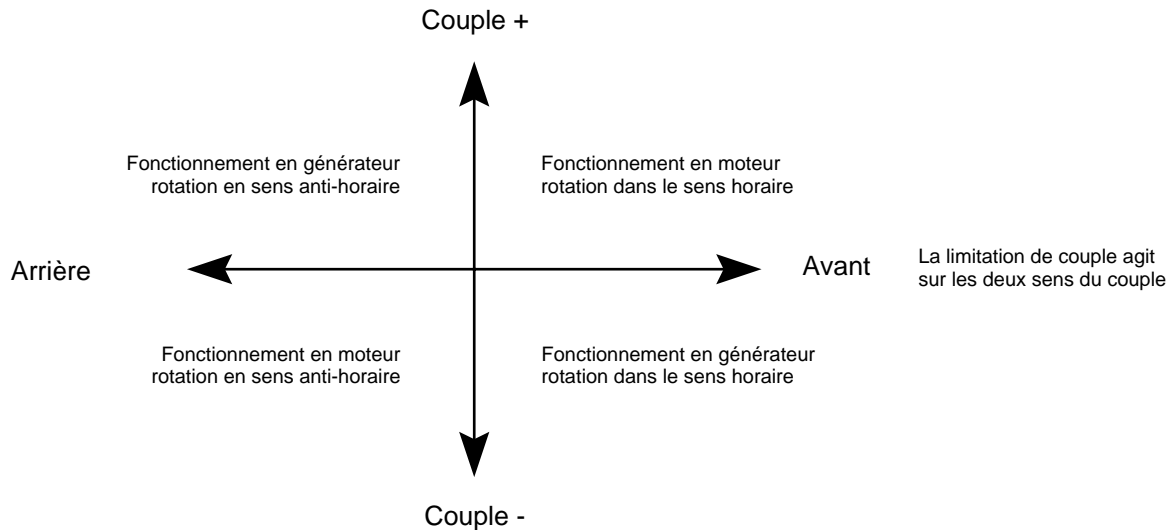 Couple +
Fonctionnement en générateur
rotation en sens anti-horaire
Fonctionnement en moteur
rotation dans le sens horaire
Arrière
Avant
La limitation de couple agit
sur les deux sens du couple
Fonctionnement en moteur
rotation en sens anti-horaire
Fonctionnement en générateur
rotation dans le sens horaire
Couple -